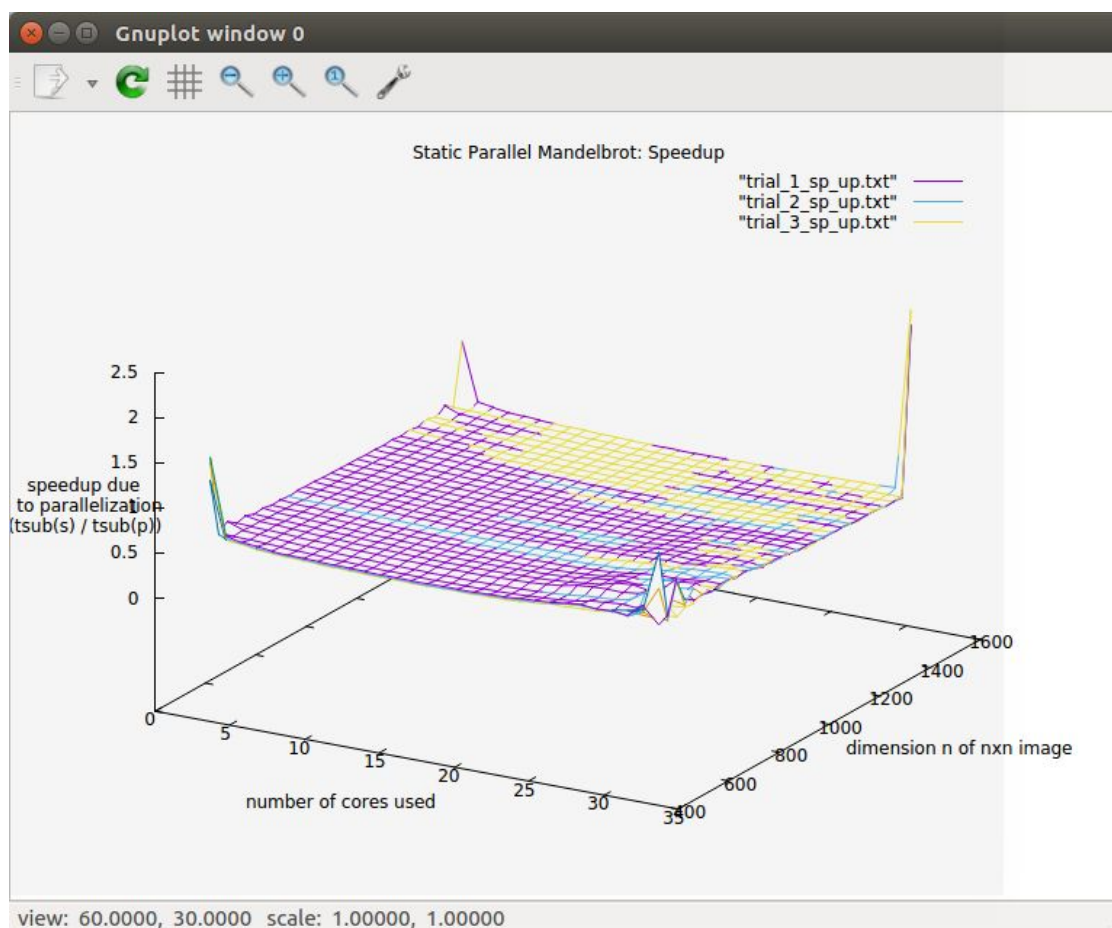 Gnuplot window 0
Static Parallel Mandelbrot: Speedup
"trial_1_sp_up.txt"
"trial_2_sp_up.txt"
"trial_3_sp_up.txt"
2.5
2
1.5
1
0.5
0
speedup due
to parallelization
(tsub(s) / tsub(p))
0
5
10
15
20
25
30
35
number of cores used
400
600
800
1000
1200
1400
1600
dimension n of nxn image
view: 60.0000, 30.0000 scale: 1.00000, 1.00000